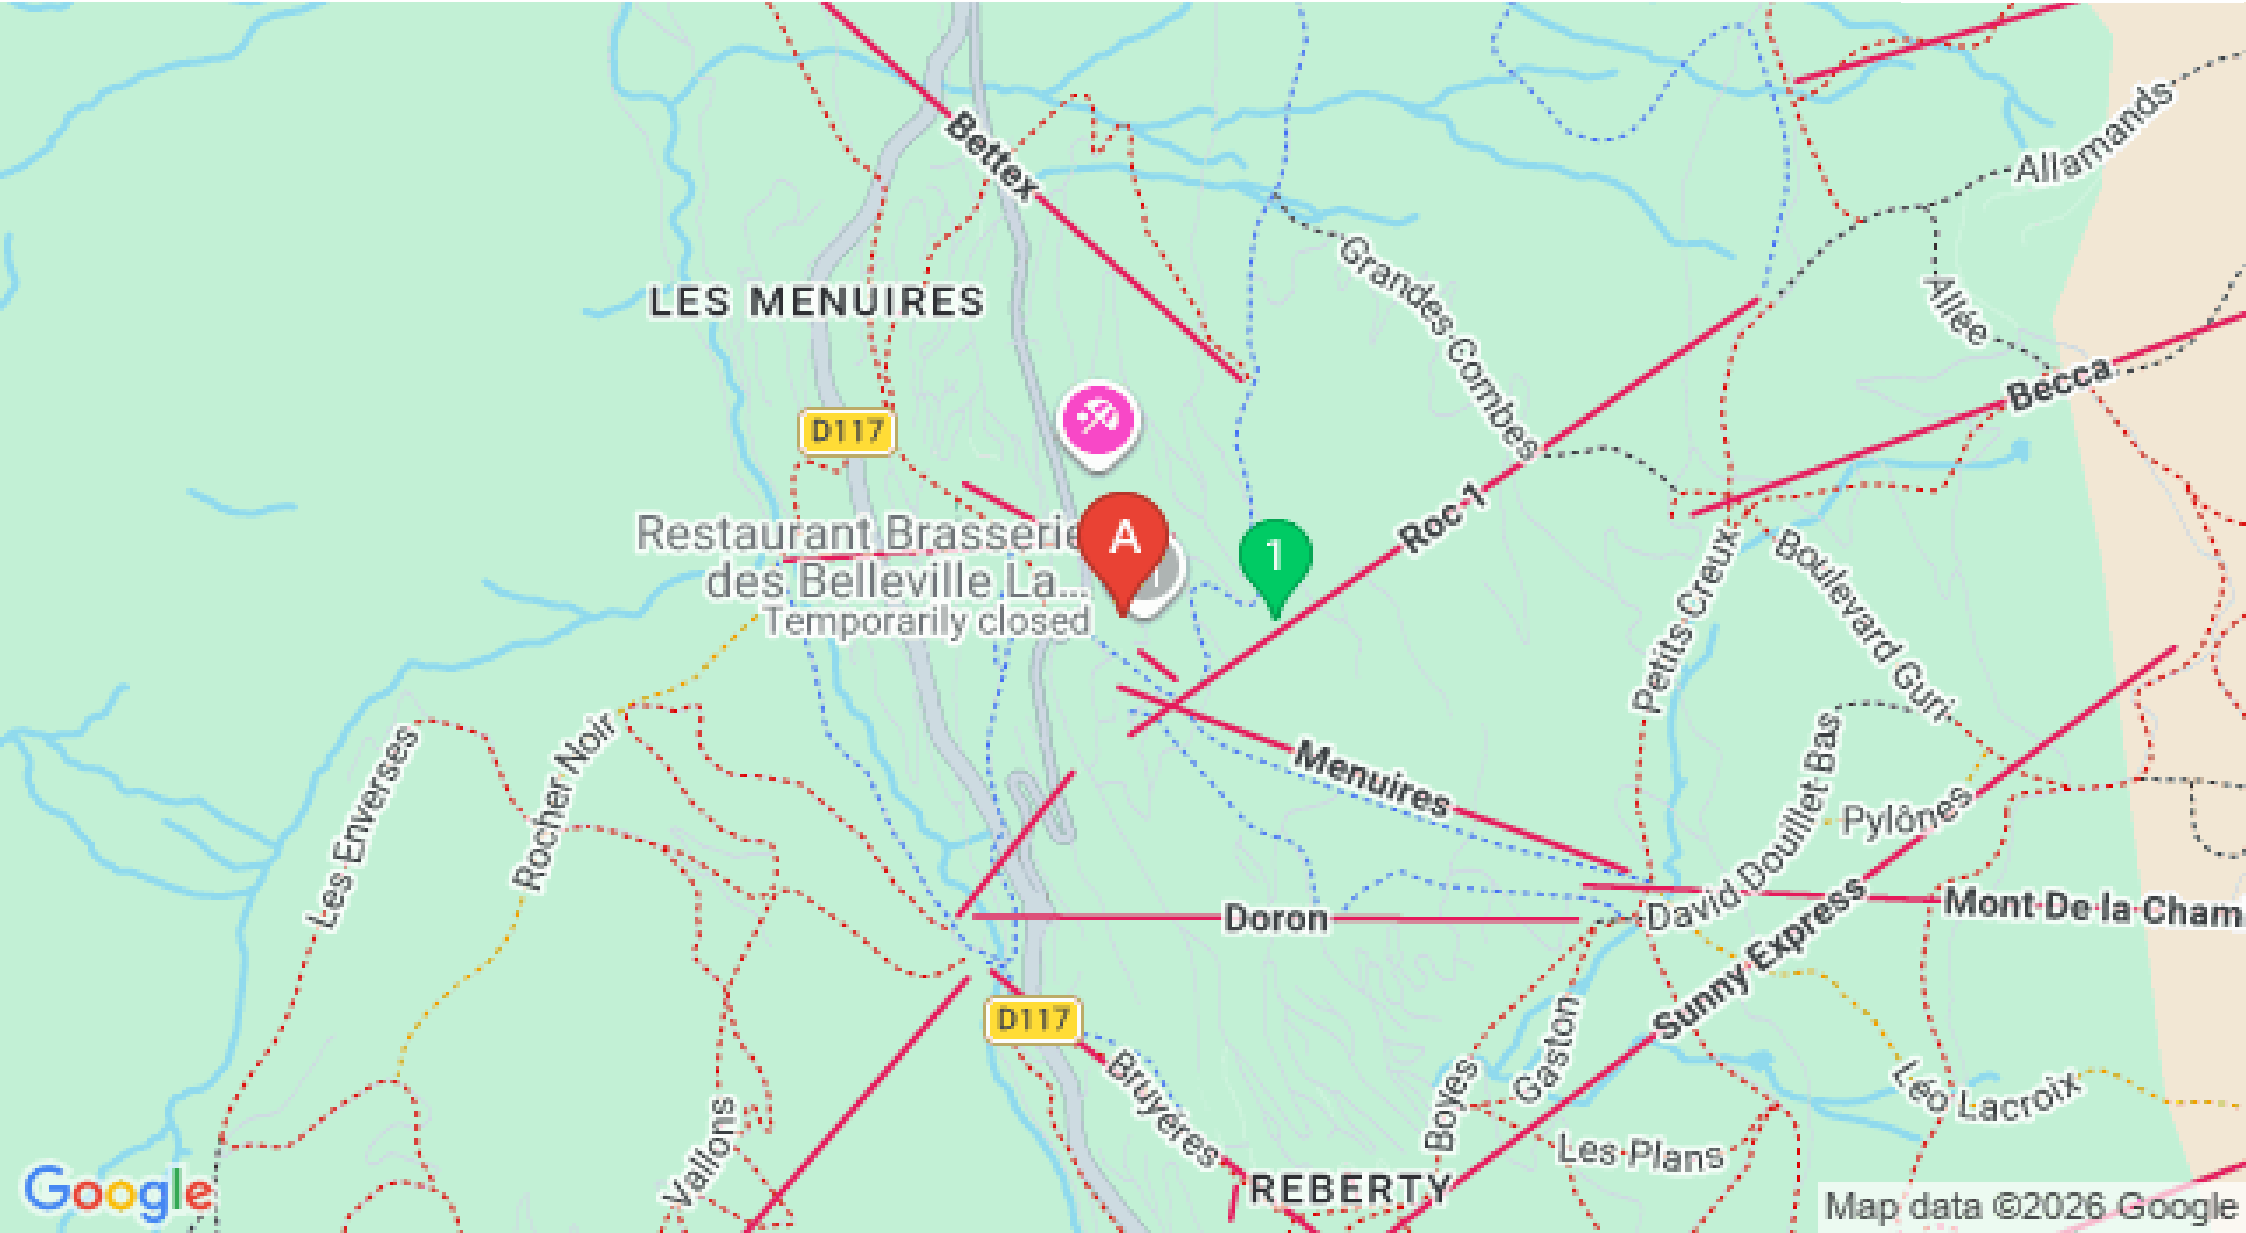 Bettex
Allamands
Grandes Combes
Allée
LES MENUIRES
Becca
D117
Roc 1
Restaurant Brasserie
des Belleville La...
Temporarily closed
A
1
Petits Creux
Boulevard Guri
Les Enverses
Rocher Noir
Menuires
David Douillet Bas
Pylônes
Doron
Mont De la Cham
Sunny Express
D117
Bruyéres
Gaston
Boyes
Léo Lacroix
Vallons
Les Plans
REBERTY
Google
Map data ©2026 Google